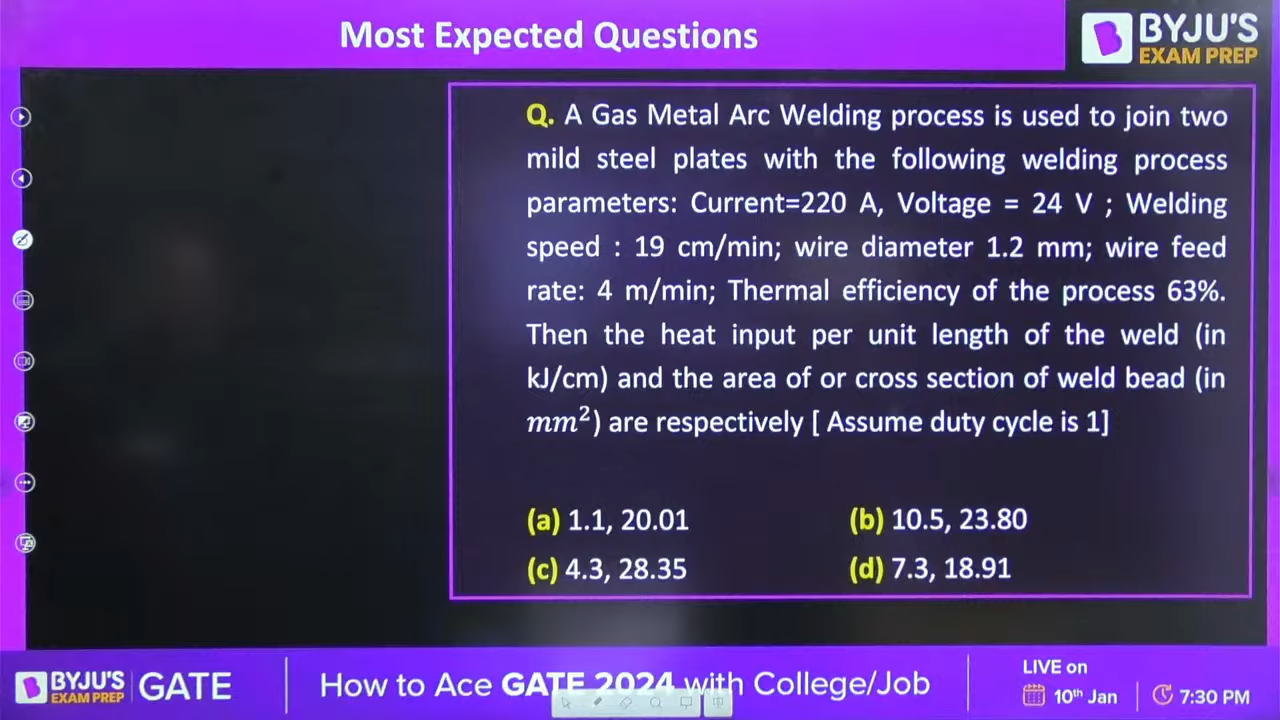 Most Expected Questions
BYJU'S
EXAM PREP
Q. A Gas Metal Arc Welding process is used to join two
mild steel plates with the following welding process
parameters: Current=220 A, Voltage = 24 V ; Welding
speed : 19 cm/min; wire diameter 1.2 mm; wire feed
rate: 4 m/min; Thermal efficiency of the process 63%.
Then the heat input per unit length of the weld (in
kJ/cm) and the area of or cross section of weld bead (in
mm²) are respectively [ Assume duty cycle is 1]
(a) 1.1, 20.01 (b) 10.5, 23.80
(c) 4.3, 28.35 (d) 7.3, 18.91
BYJU'S
EXAM PREP
GATE
How to Ace GATE 2024 with College/Job
LIVE on
10th Jan
7:30 PM